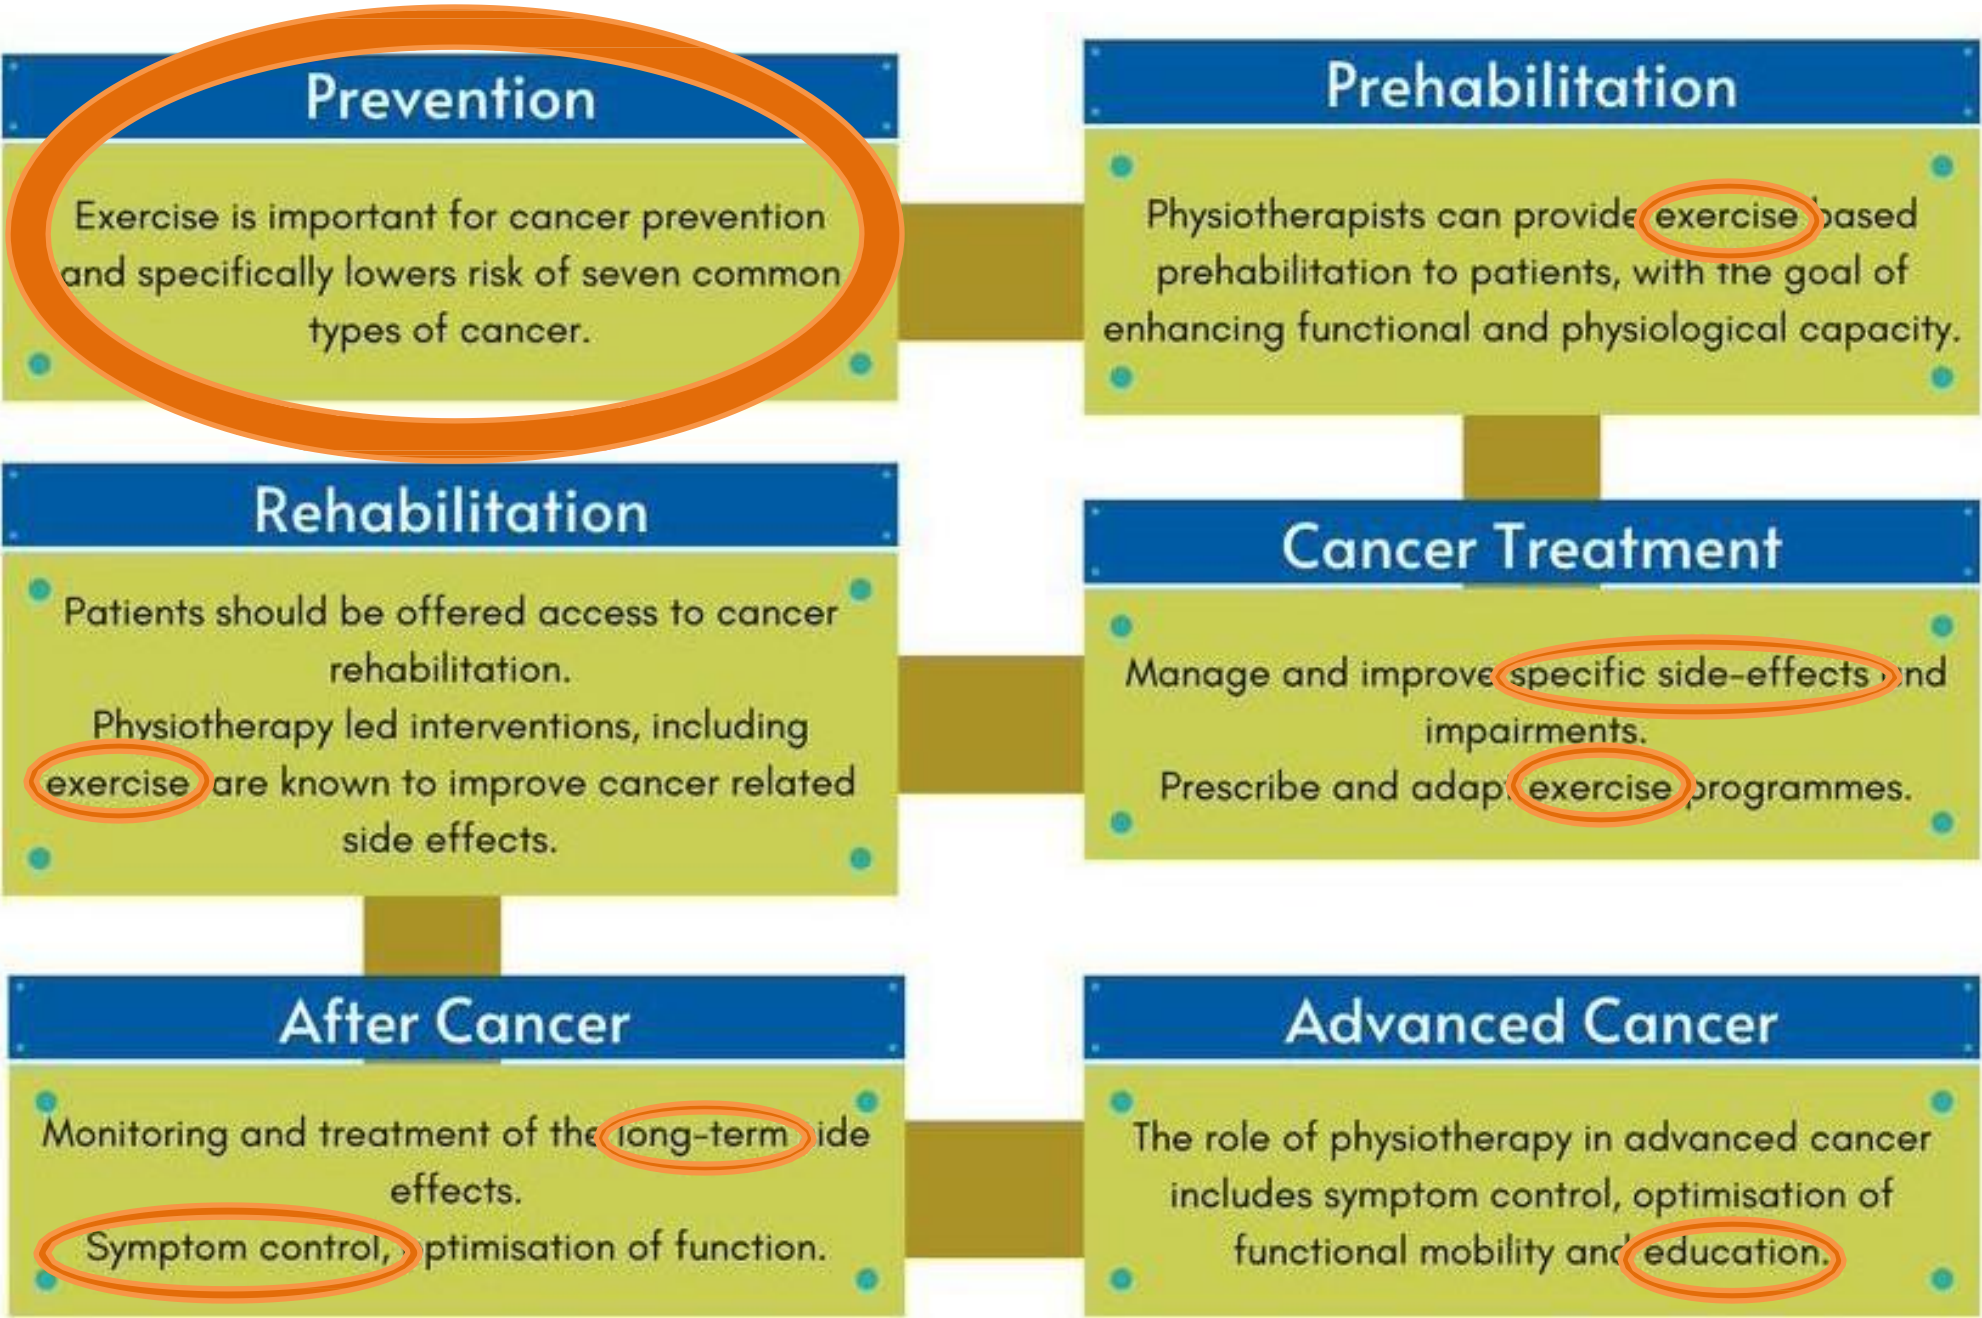 Prevention
Exercise is important for cancer prevention
and specifically lowers risk of seven common
types of cancer.
Prehabilitation
Physiotherapists can provide exercise based
prehabilitation to patients, with the goal of
enhancing functional and physiological capacity.
Rehabilitation
Patients should be offered access to cancer
rehabilitation.
Physiotherapy led interventions, including
exercise are known to improve cancer related
side effects.
Cancer Treatment
Manage and improve specific side-effects and
impairments.
Prescribe and adapt exercise programmes.
After Cancer
Monitoring and treatment of the long-term side
effects.
Symptom control, optimisation of function.
Advanced Cancer
The role of physiotherapy in advanced cancer
includes symptom control, optimisation of
functional mobility and education.